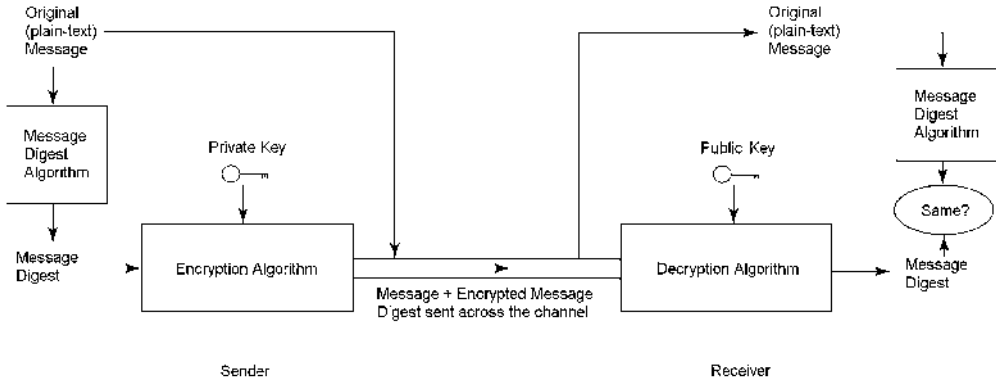 Original
(plain-text)
Message
Message
Digest
Algorithm
Message
Digest
Private Key
Encryption Algorithm
Message + Encrypted Message
Digest sent across the channel
Original
(plain-text)
Message
Public Key
Decryption Algorithm
Message
Digest
Algorithm
Same?
Message
Digest
Sender
Receiver